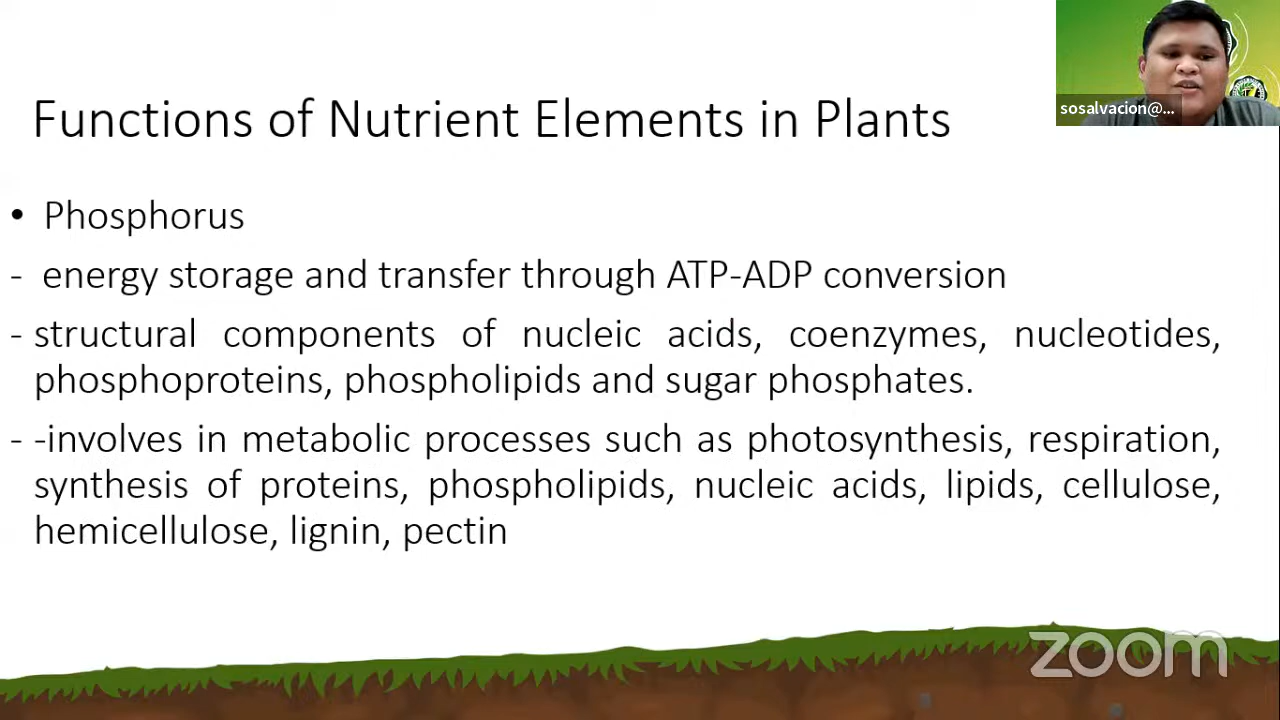 sosalvacion@...
Functions of Nutrient Elements in Plants
• Phosphorus
- energy storage and transfer through ATP-ADP conversion
- structural components of nucleic acids, coenzymes, nucleotides,
phosphoproteins, phospholipids and sugar phosphates.
- -involves in metabolic processes such as photosynthesis, respiration,
synthesis of proteins, phospholipids, nucleic acids, lipids, cellulose,
hemicellulose, lignin, pectin
zoom